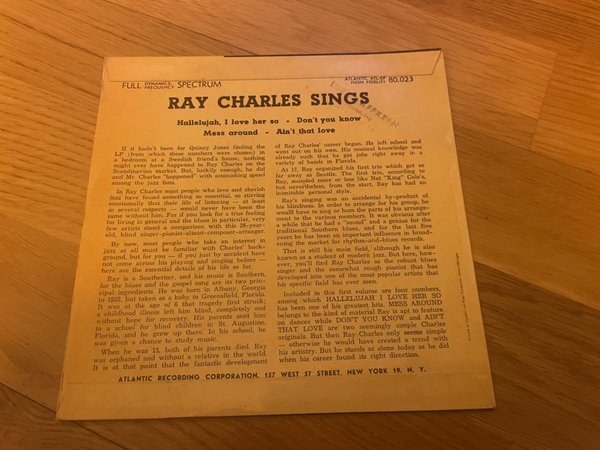 FULL DYNAMICS- FREQUENCY SPECTRUM
ATLANTIC ATL-EP 80.023
HIGH FIDELITY
RAY CHARLES SINGS
Hallelujah, I love her so - Don't you know
Mess around - Ain't that love
If it hadn't been for Quincy Jones finding the
LP (from which these numbers were chosen) in
a bedroom at a Swedish friend's house, nothing
might ever have happened to Ray Charles on the
Scandinavian market. But, luckily enough, he did
and Mr. Charles "happened" with astonishing speed
among the jazz fans.
In Ray Charles most people who love and cherish
Jazz have found something so essential, so stirring
emotionally that their life of listening — at least
in several respects — would never have been the
same without him. For if you look for a true feeling
for living in general and the blues in particular, very
few artists stand a comparison with the 28-year-
old, blind singer-pianist-altoist-composer-arranger.
By now, most people who take an interest in
jazz at all must be familiar with Charles' back-
ground, but for you — if you just by accident have
not come across his playing and singing before —
here are the essential details of his life so far.
Ray is a Southerner, and his music is Southern,
for the blues and the gospel song are its two prin-
cipal ingredients. He was born in Albany, Georgia
in 1932, but taken as a baby to Greensfield, Florida.
It was at the age of 6 that tragedy first struck;
a childhood illness left him blind, completely and
without hope for recovery. His parents sent him
to a school for blind children in St. Augustine,
Florida, and he grew up there. In his school, he
was given a chance to study music.
When he was 15, both of his parents died. Ray
was orphaned and without a relative in the world.
It is at that point that the fantastic development
of Ray Charles' career began. He left school and
went out on his own. His musical knowledge was
already such that he got jobs right away in a
variety of bands in Florida.
At 17, Ray organized his first trio which got as
far away as Seattle. The first trio, according to
Ray, sounded more or less like Nat "King" Cole's,
but nevertheless, from the start, Ray has had an
inimitable personal style.
Ray's singing was an accidental by-product of
his blindness. In order to arrange for his group, he
would have to sing or hum the parts of his arrange-
ment to the various members. It was obvious after
a while that he had a "sound" and a genius for the
traditional Southern blues, and for the last five
years he has been an important influence in broad-
ening the market for rhythm-and-blues records.
That is still his main field, although he is also
known as a student of modern jazz. But here, how-
ever, you'll find Ray Charles as the robust blues
singer and the somewhat rough pianist that has
developed into one of the most popular artists that
his specific field has ever seen.
Included in this first volume are four numbers,
among which HALLELUJAH I LOVE HER SO
has been one of his greatest hits. MESS AROUND
belongs to the kind of material Ray is apt to feature
on dances while DON'T YOU KNOW and AINT
THAT LOVE are two seemingly simple Charles
originals. But then Ray Charles only seems simple
— otherwise he would have created a trend with
his artistry. But he stands as alone today as he did
when his career found its right direction.
ATLANTIC RECORDING CORPORATION, 157 WEST 57 STREET, NEW YORK 19, N. Y.